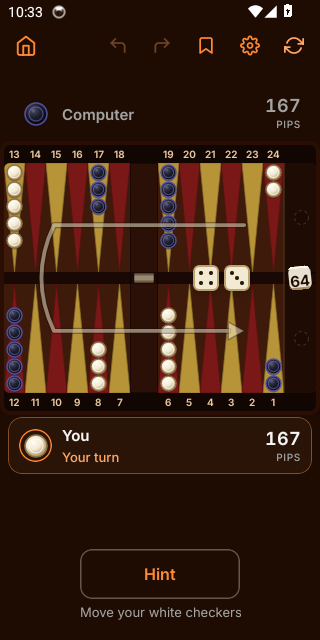 10:33
Computer
167
PIPS
13 14 15 16 17 18 19 20 21 22 23 24
64
12 11 10 9 8 7 6 5 4 3 2 1
You
Your turn
167
PIPS
Hint
Move your white checkers